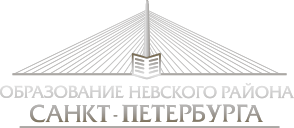 ОБРАЗОВАНИЕ НЕВСКОГО РАЙОНА
САНКТ-ПЕТЕРБУРГА